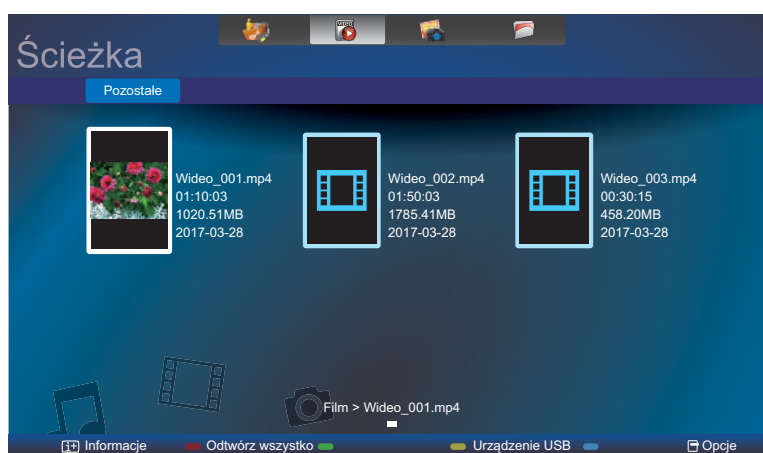 VIDEO
Ścieżka
Pozostałe
Wideo_001.mp4
01:10:03
1020.51MB
2017-03-28
Wideo_002.mp4
01:50:03
1785.41MB
2017-03-28
Wideo_003.mp4
00:30:15
458.20MB
2017-03-28
Film > Wideo_001.mp4
i+ Informacje Odtwórz wszystko Urządzenie USB Opcje